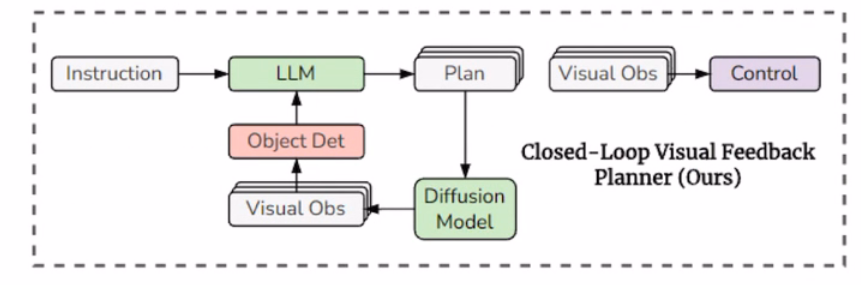 Instruction
LLM
Plan
Visual Obs
Control
Object Det
Closed-Loop Visual Feedback
Planner (Ours)
Visual Obs
Diffusion
Model